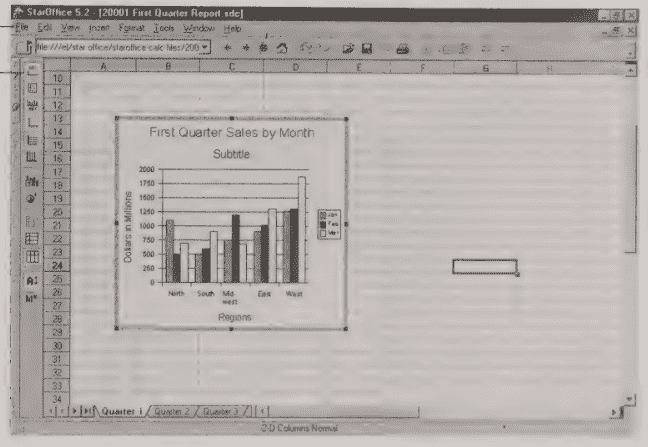 StarOffice 5.2 - [20001 First Quarter Report.sdc]
File Edit View Insert Format Tools Window Help
file:///e|/star office/staroffice calc files/200
A B C D E F G H
10
11
12
13
14
15
16
17
18
19
20
21
22
23
24
25
26
27
28
29
30
31
32
33
34
First Quarter Sales by Month
Subtitle
Dollars in Millions
2000
1750
1500
1250
1000
750
500
250
0
North South Mid-west East West
Regions
Jan
Feb
Mar
Quarter 1 Quarter 2 Quarter 3
2-D Columns Normal